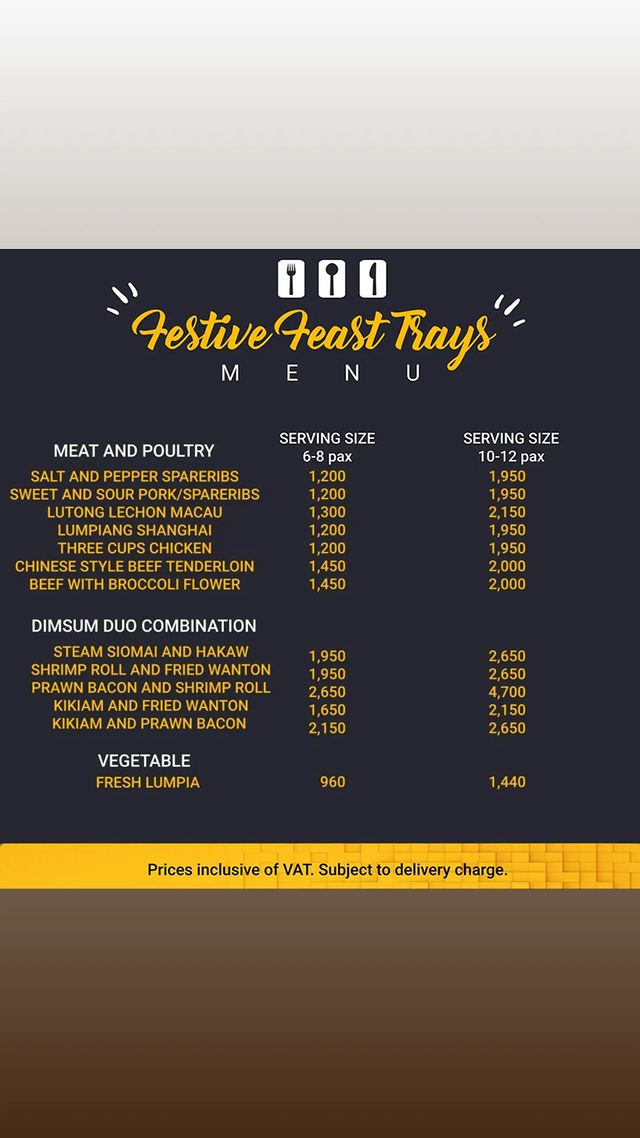 Festive Feast Trays
MENU
MEAT AND POULTRY SERVING SIZE 6-8 pax SERVING SIZE 10-12 pax
SALT AND PEPPER SPARERIBS 1,200 1,950
SWEET AND SOUR PORK/SPARERIBS 1,200 1,950
LUTONG LECHON MACAU 1,300 2,150
LUMPIANG SHANGHAI 1,200 1,950
THREE CUPS CHICKEN 1,200 1,950
CHINESE STYLE BEEF TENDERLOIN 1,450 2,000
BEEF WITH BROCCOLI FLOWER 1,450 2,000
DIMSUM DUO COMBINATION
STEAM SIOMAI AND HAKAW 1,950 2,650
SHRIMP ROLL AND FRIED WANTON 1,950 2,650
PRAWN BACON AND SHRIMP ROLL 2,650 4,700
KIKIAM AND FRIED WANTON 1,650 2,150
KIKIAM AND PRAWN BACON 2,150 2,650
VEGETABLE
FRESH LUMPIA 960 1,440
Prices inclusive of VAT. Subject to delivery charge.